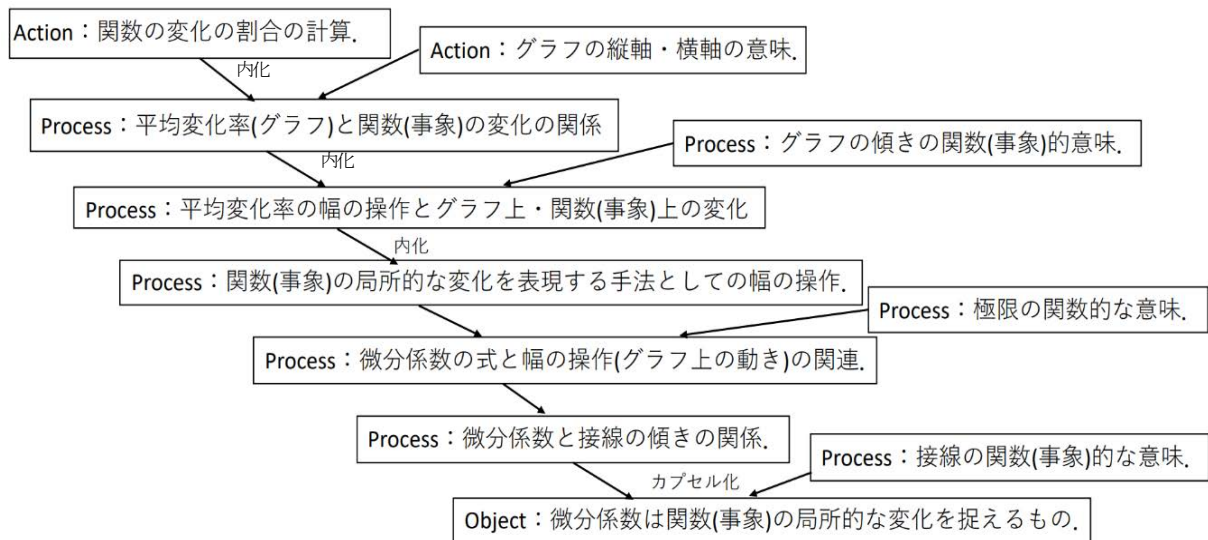 Action：関数の変化の割合の計算.
Action：グラフの縦軸・横軸の意味.
内化
Process：平均変化率(グラフ)と関数(事象)の変化の関係
Process：グラフの傾きの関数(事象)的意味.
内化
Process：平均変化率の幅の操作とグラフ上・関数(事象)上の変化
内化
Process：関数(事象)の局所的な変化を表現する手法としての幅の操作.
Process：極限の関数的な意味.
Process：微分係数の式と幅の操作(グラフ上の動き)の関連.
Process：微分係数と接線の傾きの関係.
Process：接線の関数(事象)的な意味.
カプセル化
Object：微分係数は関数(事象)の局所的な変化を捉えるもの.